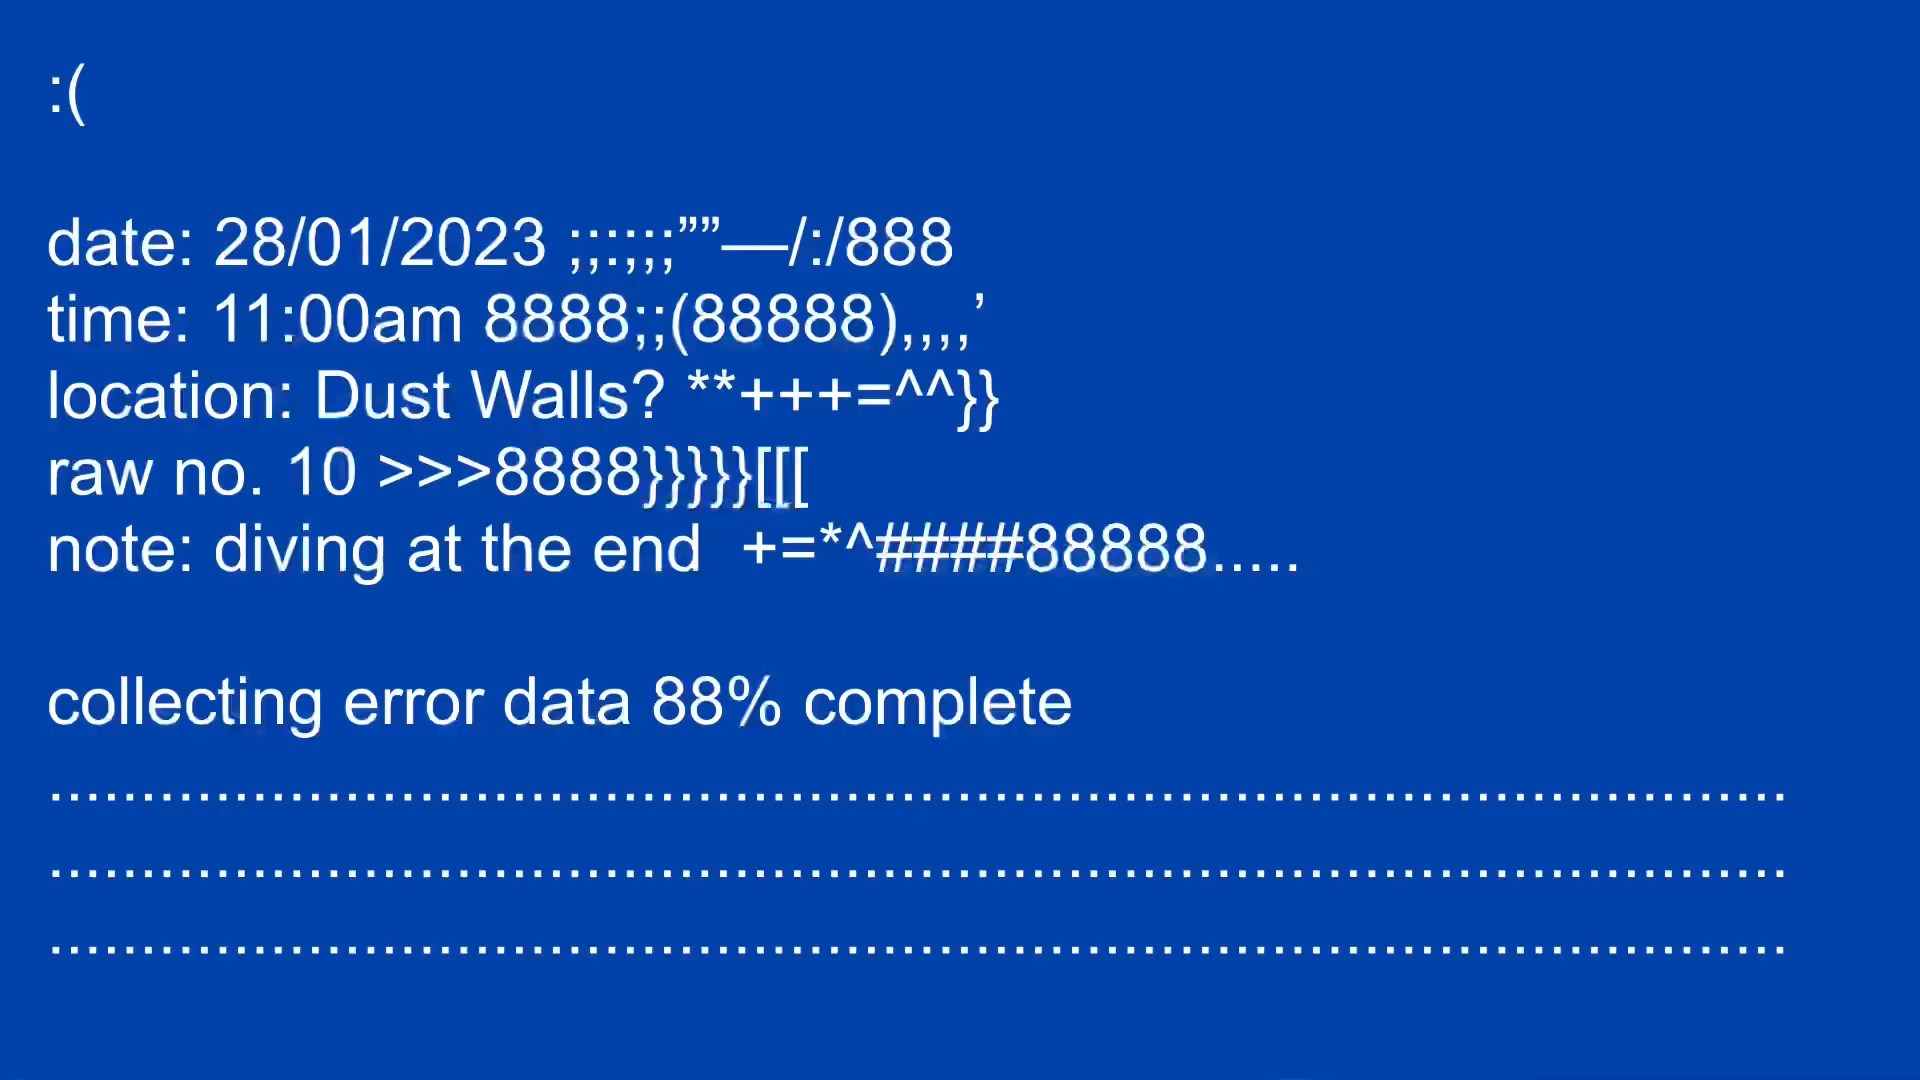 :(
date: 28/01/2023 ;;:;;;””—/:/888
time: 11:00am 8888;;(88888),,,,’
location: Dust Walls? **+++=^^}}
raw no. 10 >>>8888}}}}}[[[
note: diving at the end  +=*^####88888.....
collecting error data 88% complete
..............................................................................................
..............................................................................................
..............................................................................................